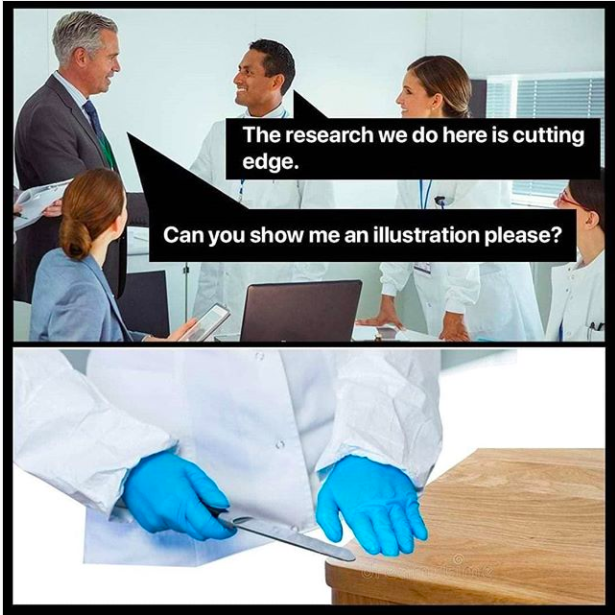 The research we do here is cutting
edge.
Can you show me an illustration please?